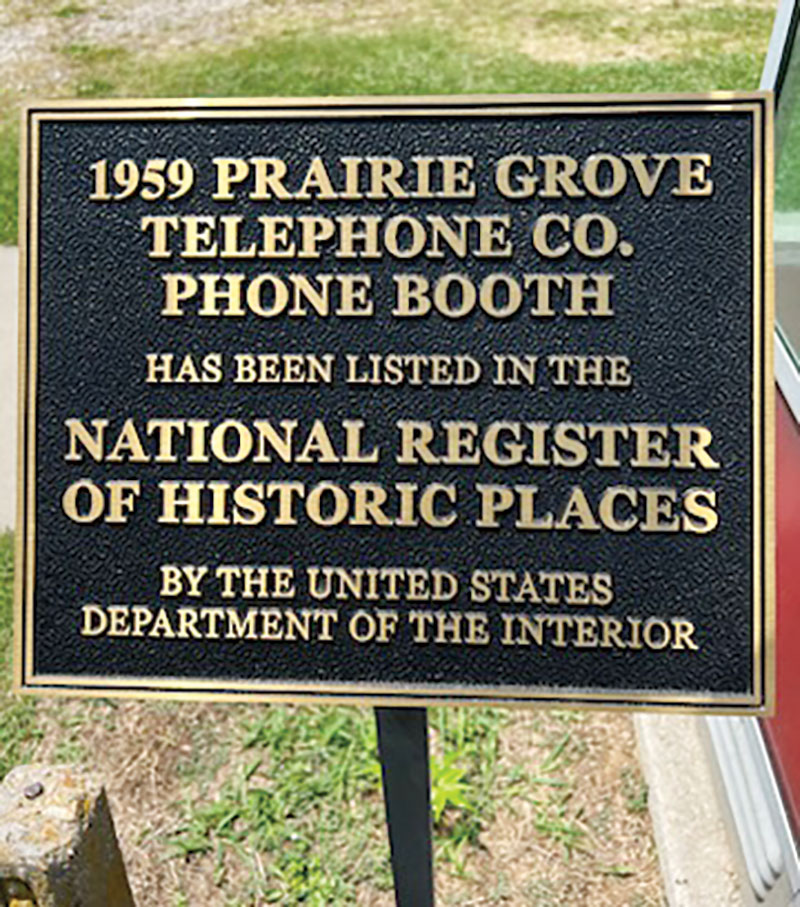 1959 PRAIRIE GROVE
TELEPHONE CO.
PHONE BOOTH
HAS BEEN LISTED IN THE
NATIONAL REGISTER
OF HISTORIC PLACES
BY THE UNITED STATES
DEPARTMENT OF THE INTERIOR